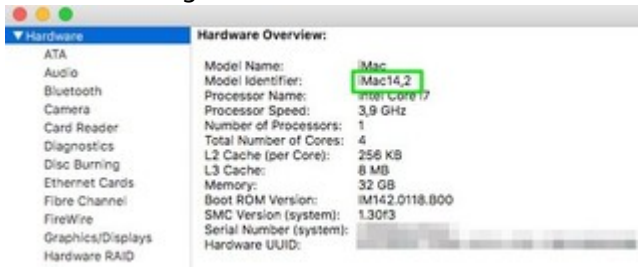 Hardware
ATA
Audio
Bluetooth
Camera
Card Reader
Diagnostics
Disc Burning
Ethernet Cards
Fibre Channel
FireWire
Graphics/Displays
Hardware RAID
Hardware Overview:
Model Name: iMac
Model Identifier: iMac14,2
Processor Name: Intel Core i7
Processor Speed: 3,9 GHz
Number of Processors: 1
Total Number of Cores: 4
L2 Cache (per Core): 256 KB
L3 Cache: 8 MB
Memory: 32 GB
Boot ROM Version: IM142.0118.B00
SMC Version (system): 1.30f3
Serial Number (system):
Hardware UUID: